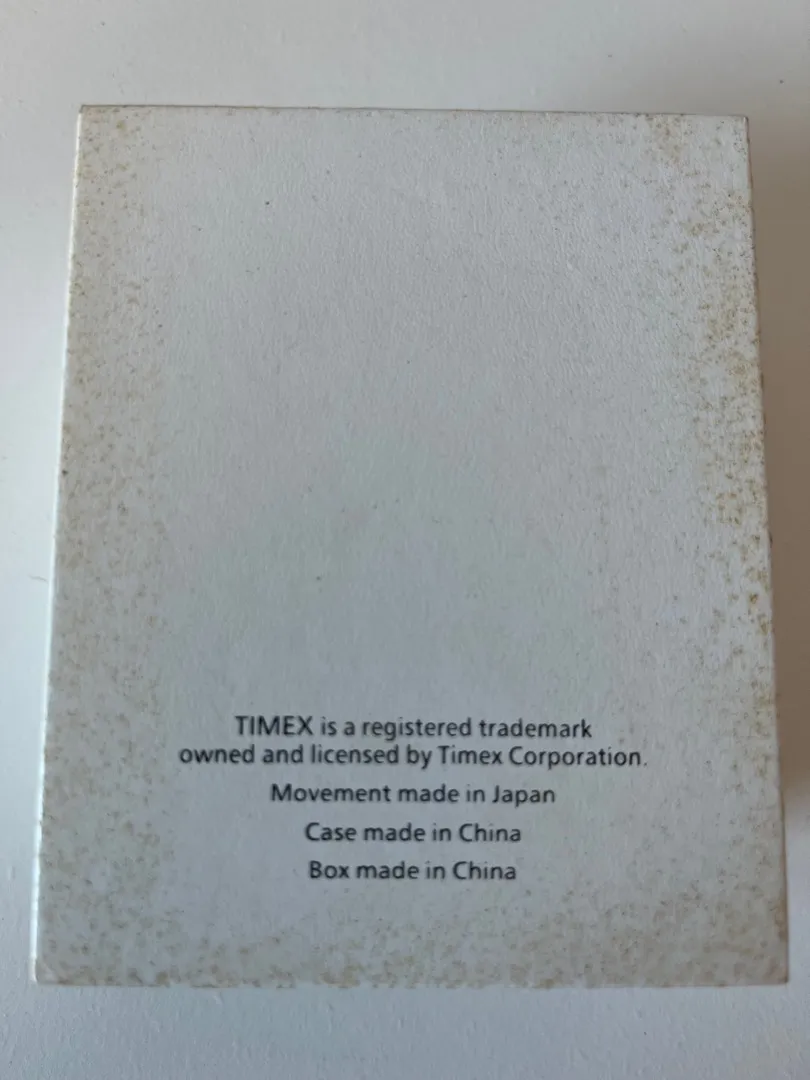 TIMEX is a registered trademark
owned and licensed by Timex Corporation.
Movement made in Japan
Case made in China
Box made in China